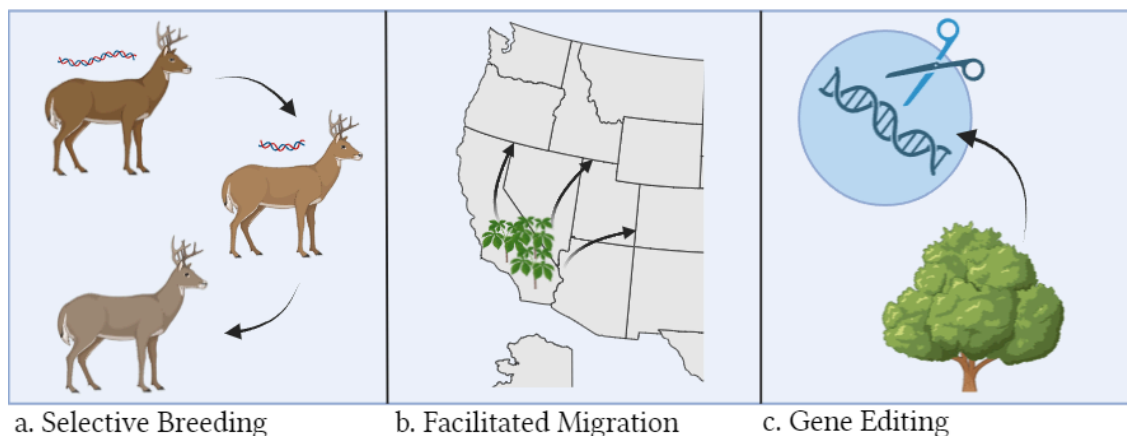 a. Selective Breeding
b. Facilitated Migration
c. Gene Editing